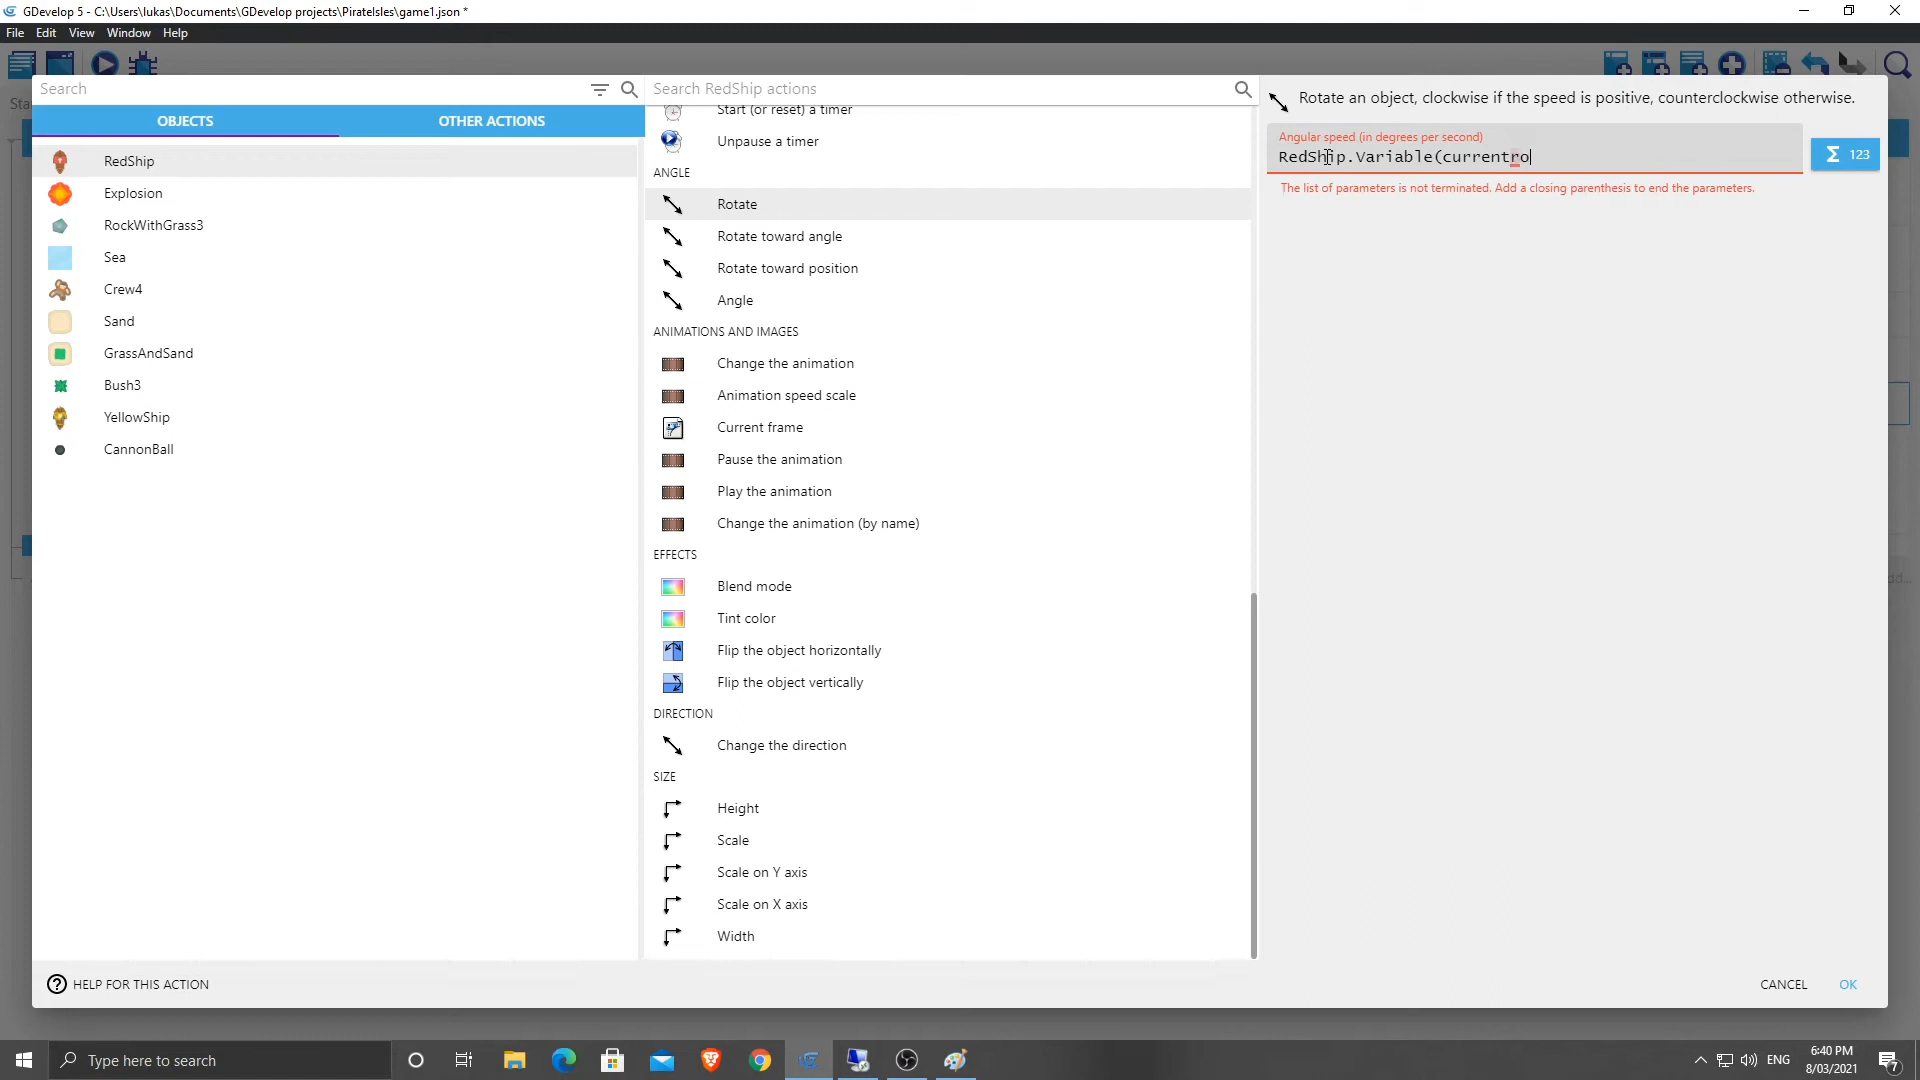 GDevelop 5 - C:\Users\lukas\Documents\GDevelop projects\PirateIsles\game1.json *
File Edit View Window Help
Sta
Search
Search RedShip actions
OBJECTS
OTHER ACTIONS
RedShip
Explosion
RockWithGrass3
Sea
Crew4
Sand
GrassAndSand
Bush3
YellowShip
CannonBall
Start (or reset) a timer
Unpause a timer
ANGLE
Rotate
Rotate toward angle
Rotate toward position
Angle
ANIMATIONS AND IMAGES
Change the animation
Animation speed scale
Current frame
Pause the animation
Play the animation
Change the animation (by name)
EFFECTS
Blend mode
Tint color
Flip the object horizontally
Flip the object vertically
DIRECTION
Change the direction
SIZE
Height
Scale
Scale on Y axis
Scale on X axis
Width
Rotate an object, clockwise if the speed is positive, counterclockwise otherwise.
Angular speed (in degrees per second)
RedShip.Variable(currentro
Σ 123
The list of parameters is not terminated. Add a closing parenthesis to end the parameters.
HELP FOR THIS ACTION
CANCEL
OK
Type here to search
ENG
6:40 PM
8/03/2021
7